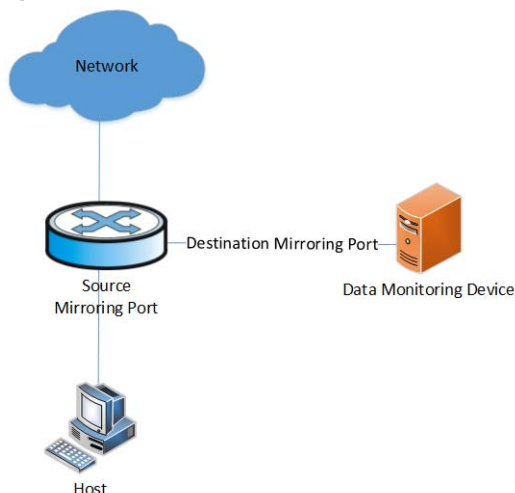 Network
Destination Mirroring Port
Source
Mirroring Port
Data Monitoring Device
Host